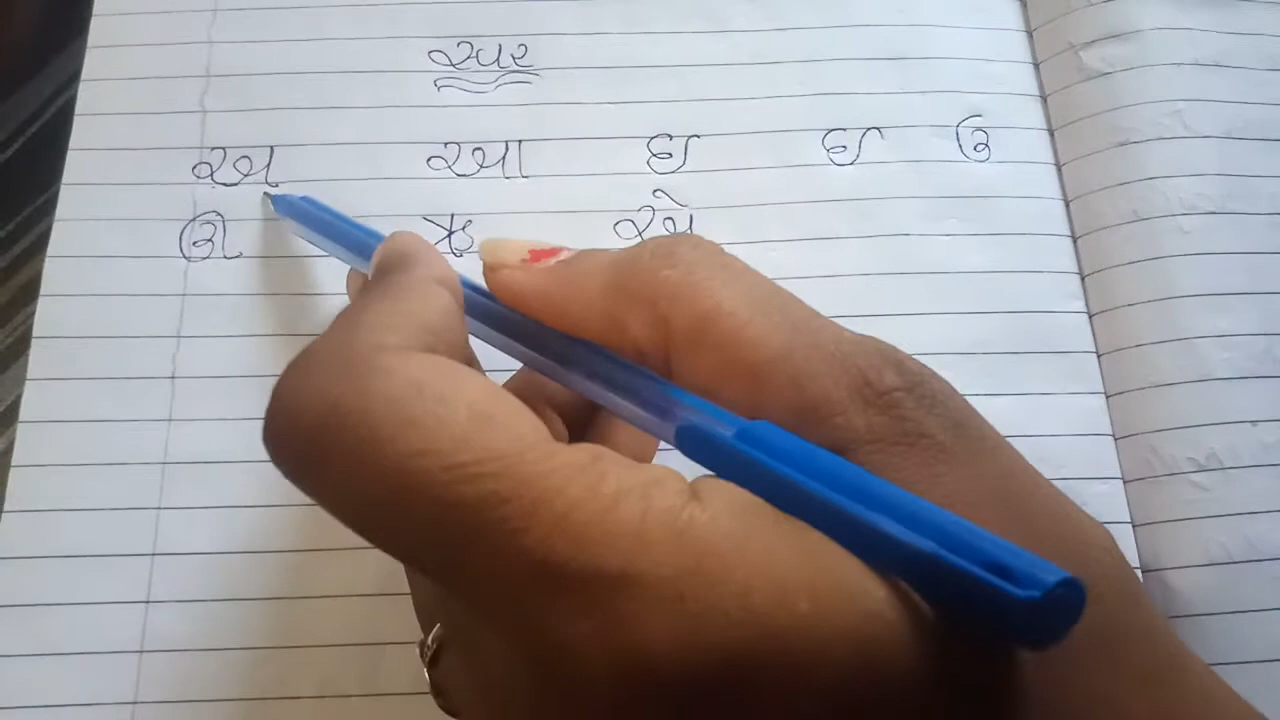 સ્વર
અ આ ઇ ઈ ઉ
ઊ ઋ એ